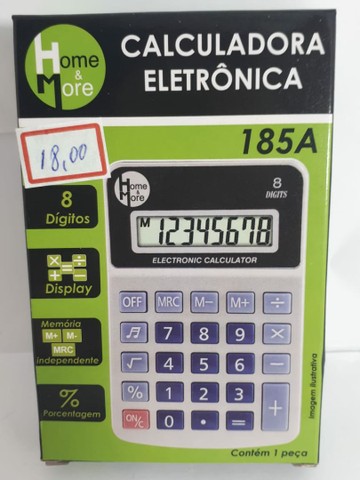 Home
&
More
CALCULADORA
ELETRÔNICA
185A
18,00
8
Dígitos
Display
Memória
M+ M-
MRC
independente
%
Porcentagem
Home
&
More
8
DIGITS
M 12345678
ELECTRONIC CALCULATOR
OFF MRC M− M+ ÷
7 8 9 ×
√ 4 5 6 −
% 1 2 3 +
ON/C 0 · =
Imagem ilustrativa
Contém 1 peça